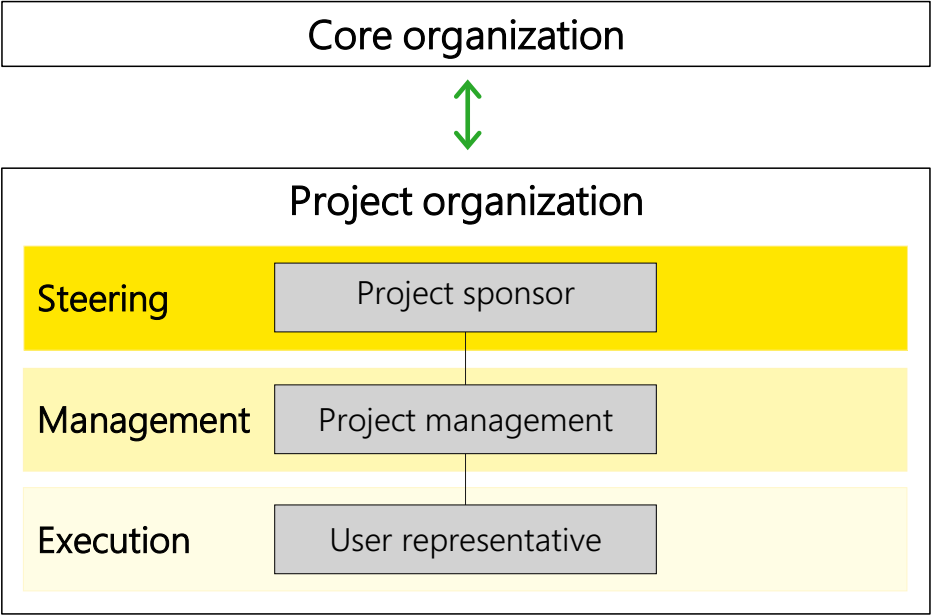 Core organization
Project organization
Steering
Project sponsor
Management
Project management
Execution
User representative